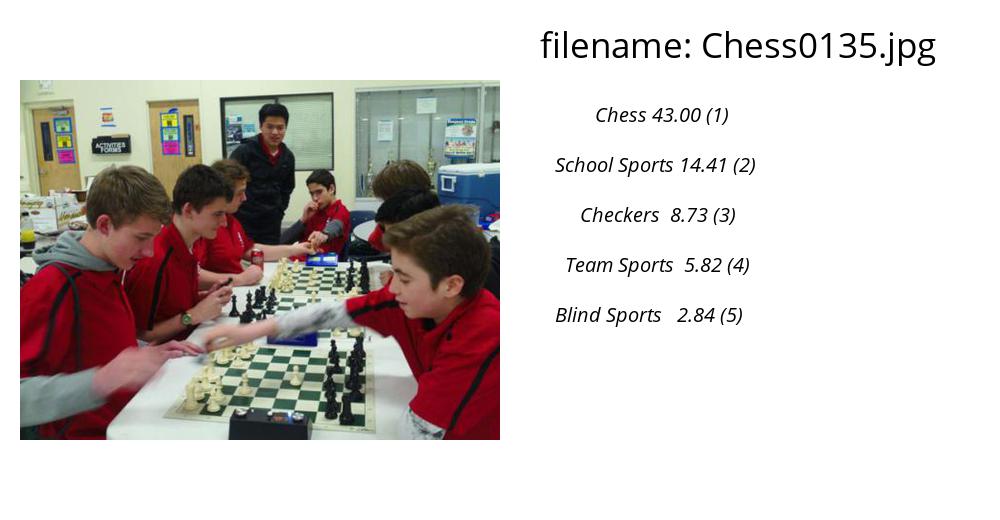 filename: Chess0135.jpg
Chess 43.00 (1)
School Sports 14.41 (2)
Checkers 8.73 (3)
Team Sports 5.82 (4)
Blind Sports 2.84 (5)
ACTIVITIES
FORMS